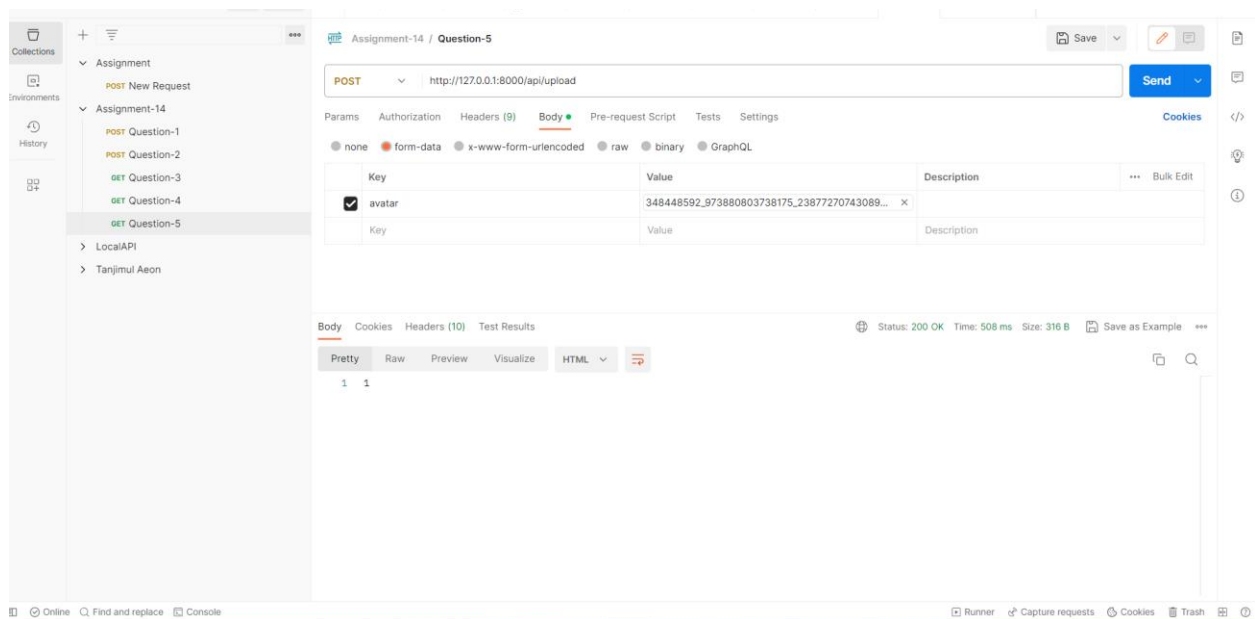 Collections
Environments
History
Assignment
POST New Request
Assignment-14
POST Question-1
POST Question-2
GET Question-3
GET Question-4
GET Question-5
LocalAPI
Tanjimul Aeon
HTTP Assignment-14 / Question-5
Save
POST http://127.0.0.1:8000/api/upload
Send
Params Authorization Headers (9) Body Pre-request Script Tests Settings Cookies
none form-data x-www-form-urlencoded raw binary GraphQL
Key Value Description Bulk Edit
avatar 348448592_973880803738175_23877270743089...
Key Value Description
Body Cookies Headers (10) Test Results Status: 200 OK Time: 508 ms Size: 316 B Save as Example
Pretty Raw Preview Visualize HTML
1 1
Online Find and replace Console Runner Capture requests Cookies Trash